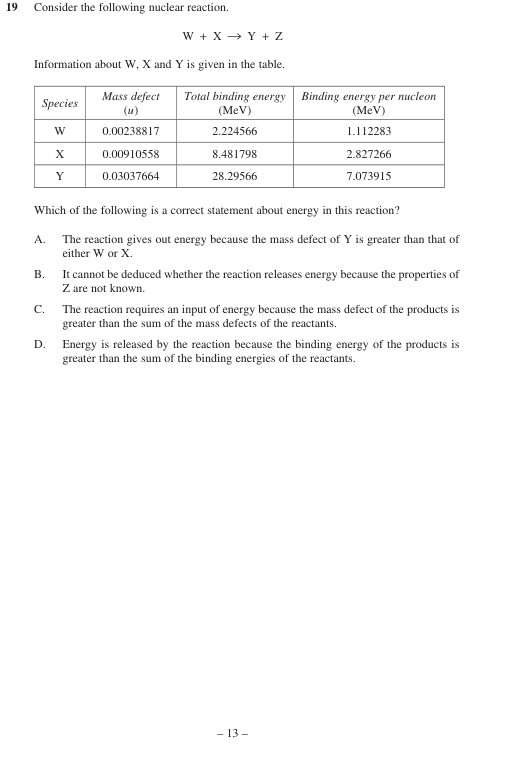 19 Consider the following nuclear reaction.
W + X → Y + Z
Information about W, X and Y is given in the table.
Species Mass defect (u) Total binding energy (MeV) Binding energy per nucleon (MeV)
W 0.00238817 2.224566 1.112283
X 0.00910558 8.481798 2.827266
Y 0.03037664 28.29566 7.073915
Which of the following is a correct statement about energy in this reaction?
A. The reaction gives out energy because the mass defect of Y is greater than that of
either W or X.
B. It cannot be deduced whether the reaction releases energy because the properties of
Z are not known.
C. The reaction requires an input of energy because the mass defect of the products is
greater than the sum of the mass defects of the reactants.
D. Energy is released by the reaction because the binding energy of the products is
greater than the sum of the binding energies of the reactants.
– 13 –